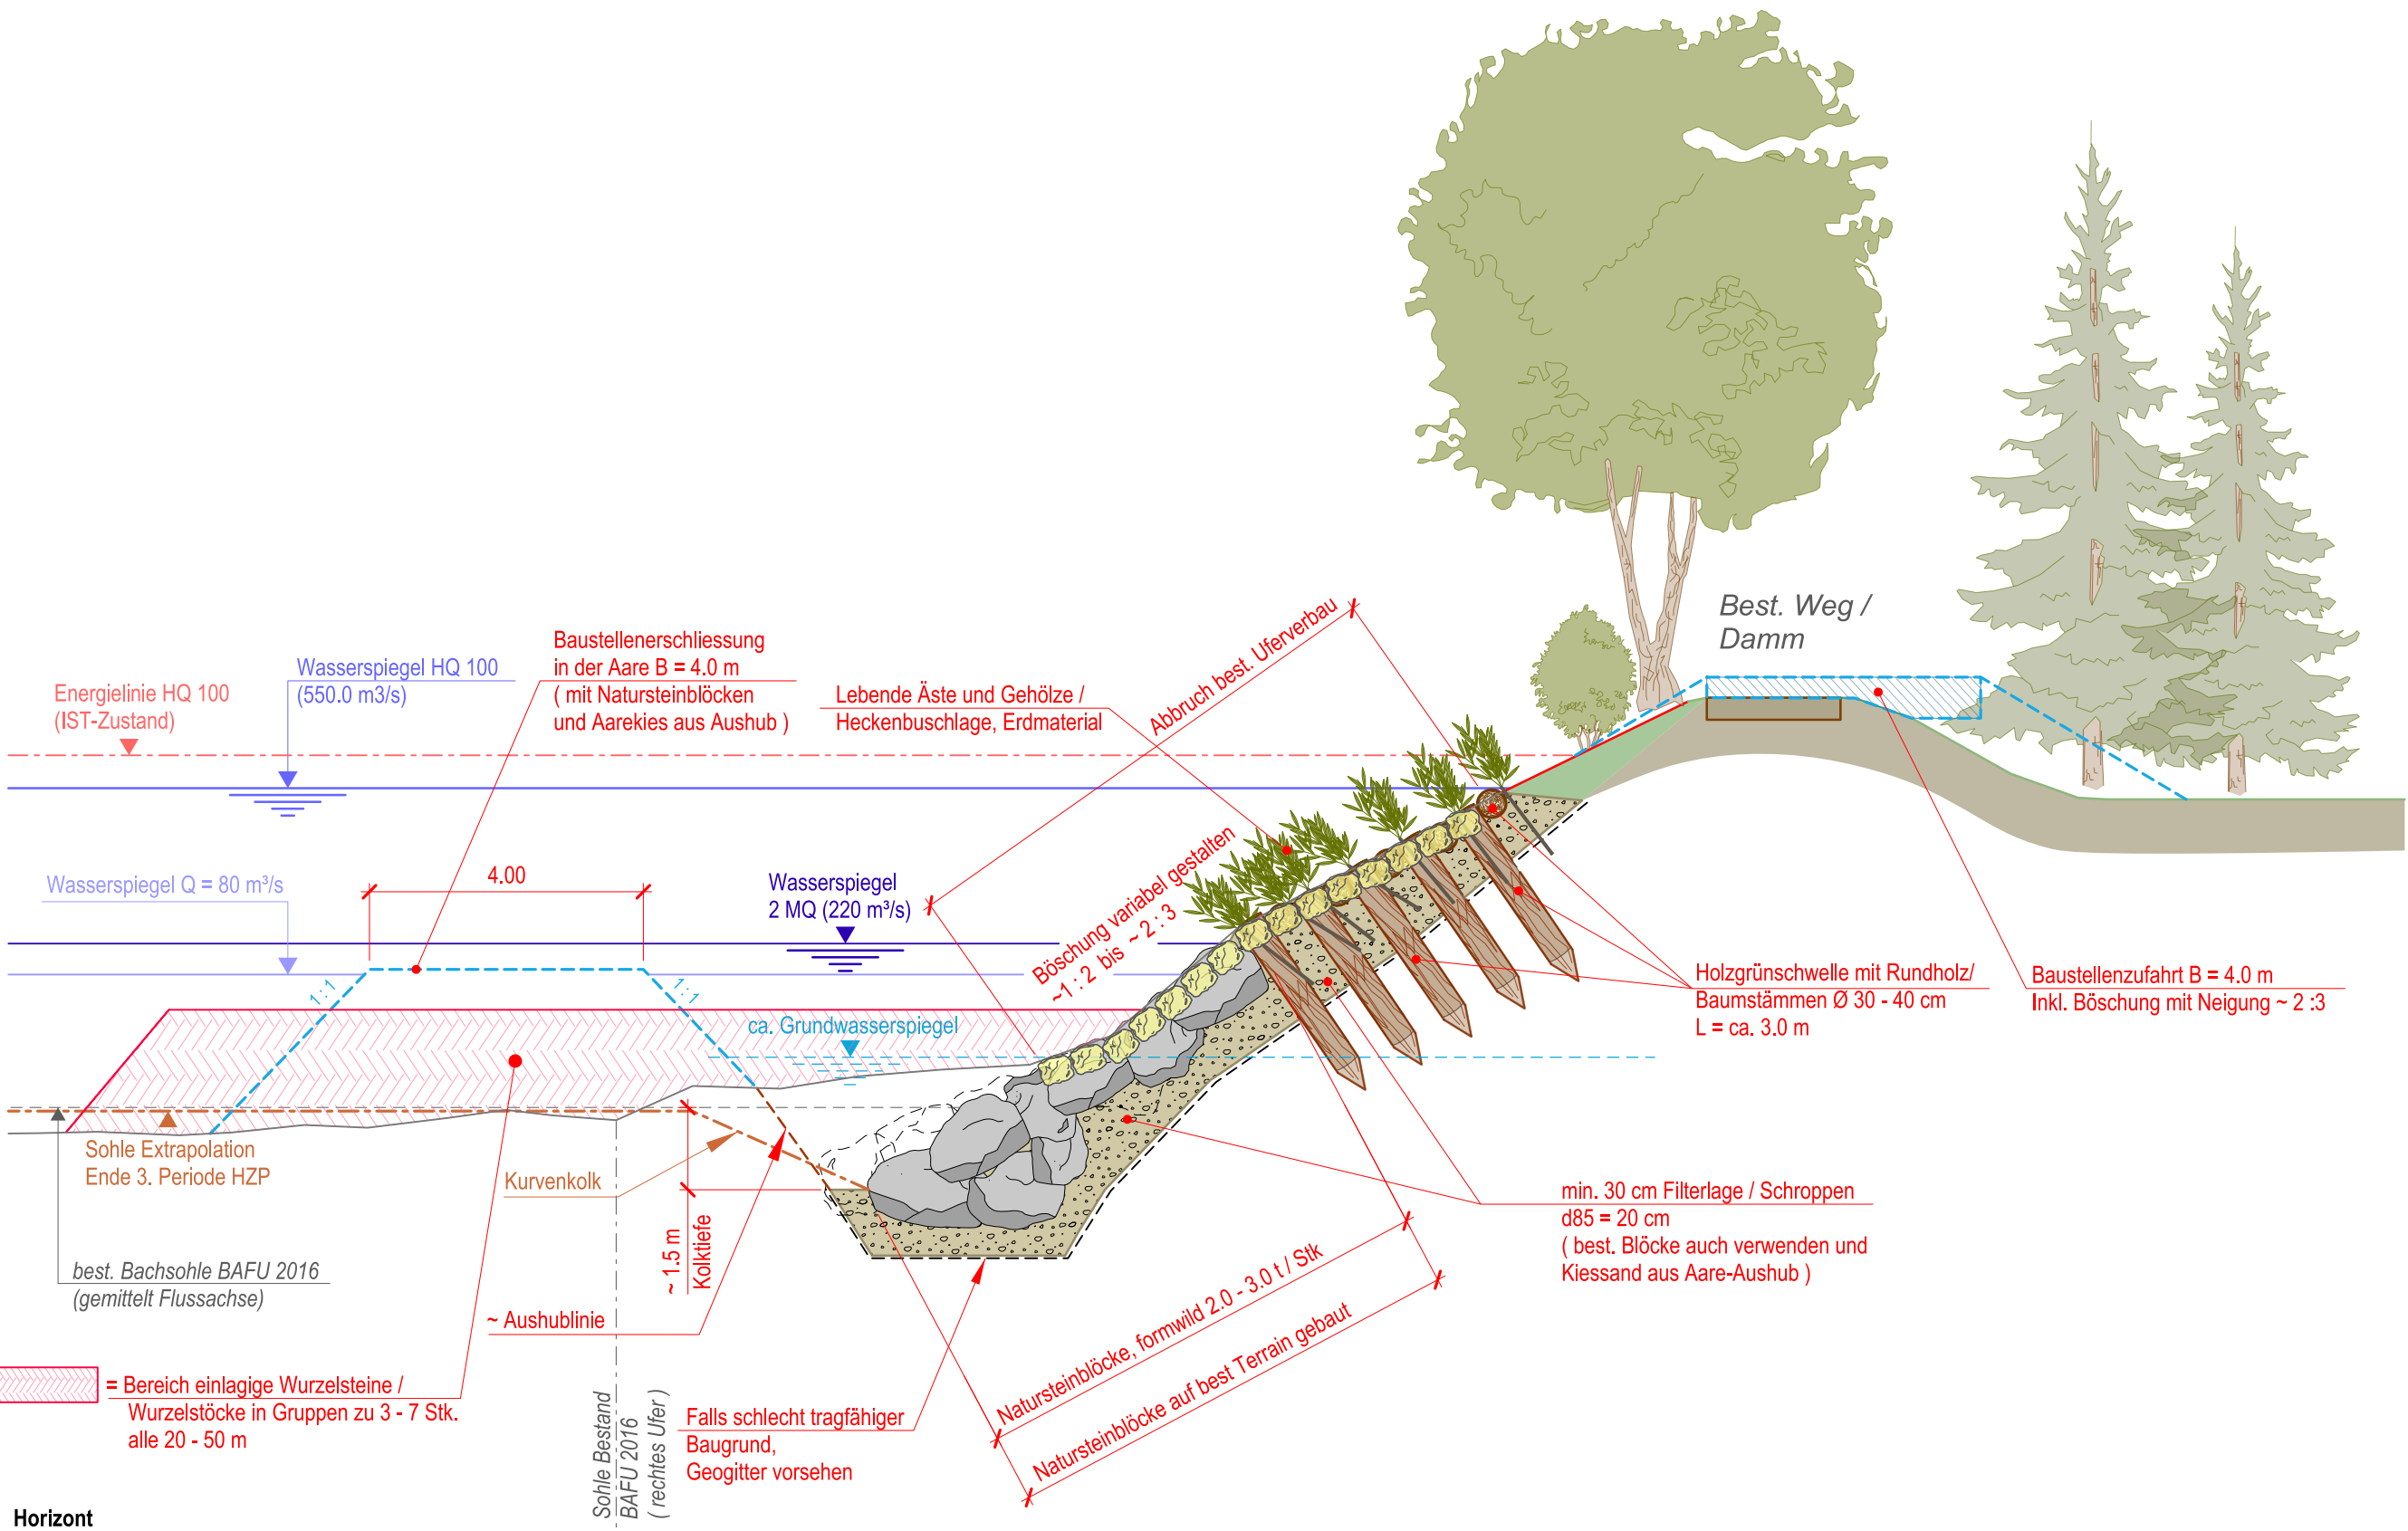 Best. Weg /
Damm
Abbruch best. Uferverbau
Baustellenerschliessung
in der Aare B = 4.0 m
( mit Natursteinblöcken
und Aarekies aus Aushub )
Wasserspiegel HQ 100
(550.0 m3/s)
Energielinie HQ 100
(IST-Zustand)
Lebende Äste und Gehölze /
Heckenbuschlage, Erdmaterial
4.00
Wasserspiegel Q = 80 m³/s
Wasserspiegel
2 MQ (220 m³/s)
Böschung variabel gestalten
~1 : 2 bis ~ 2 : 3
1:1
1:1
ca. Grundwasserspiegel
Holzgrünschwelle mit Rundholz/
Baumstämmen Ø 30 - 40 cm
L = ca. 3.0 m
Baustellenzufahrt B = 4.0 m
Inkl. Böschung mit Neigung ~ 2 :3
Sohle Extrapolation
Ende 3. Periode HZP
Kurvenkolk
~ 1.5 m
Kolktiefe
min. 30 cm Filterlage / Schroppen
d85 = 20 cm
( best. Blöcke auch verwenden und
Kiessand aus Aare-Aushub )
best. Bachsohle BAFU 2016
(gemittelt Flussachse)
~ Aushublinie
Natursteinblöcke, formwild 2.0 - 3.0 t / Stk
Natursteinblöcke auf best Terrain gebaut
= Bereich einlagige Wurzelsteine /
Wurzelstöcke in Gruppen zu 3 - 7 Stk.
alle 20 - 50 m
Sohle Bestand
BAFU 2016
( rechtes Ufer )
Falls schlecht tragfähiger
Baugrund,
Geogitter vorsehen
Horizont